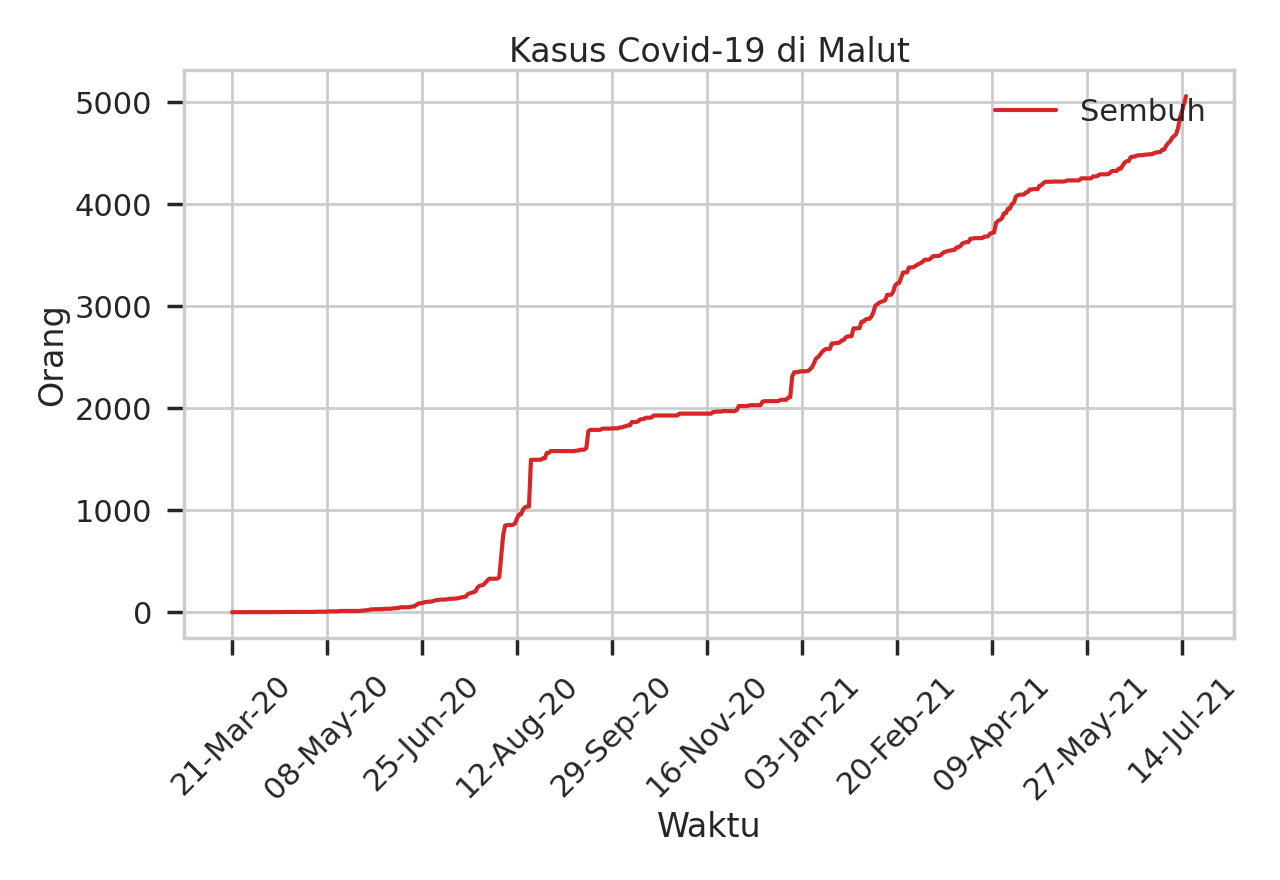 Kasus Covid-19 di Malut
Sembuh
5000
4000
3000
2000
1000
0
Orang
21-Mar-20
08-May-20
25-Jun-20
12-Aug-20
29-Sep-20
16-Nov-20
03-Jan-21
20-Feb-21
09-Apr-21
27-May-21
14-Jul-21
Waktu